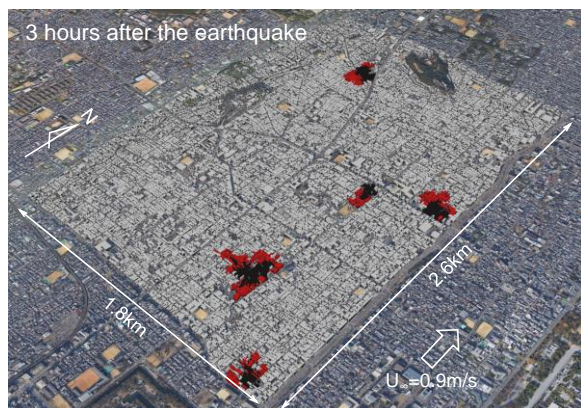 3 hours after the earthquake
N
2.6km
1.8km
U∞=0.9m/s